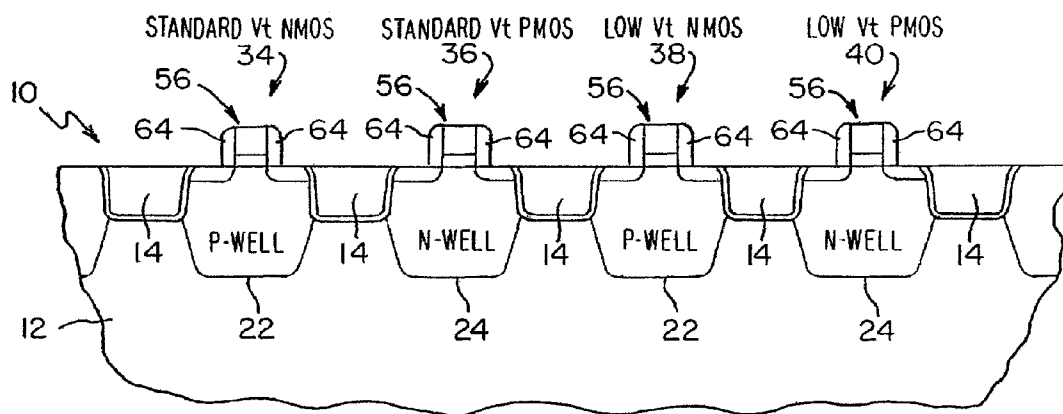 STANDARD Vt NMOS STANDARD Vt PMOS LOW Vt NMOS LOW Vt PMOS
34 36 38 40
10 56 56 56 56
64 64 64 64 64 64 64 64
14 P-WELL 14 N-WELL 14 P-WELL 14 N-WELL 14
12 22 24 22 24